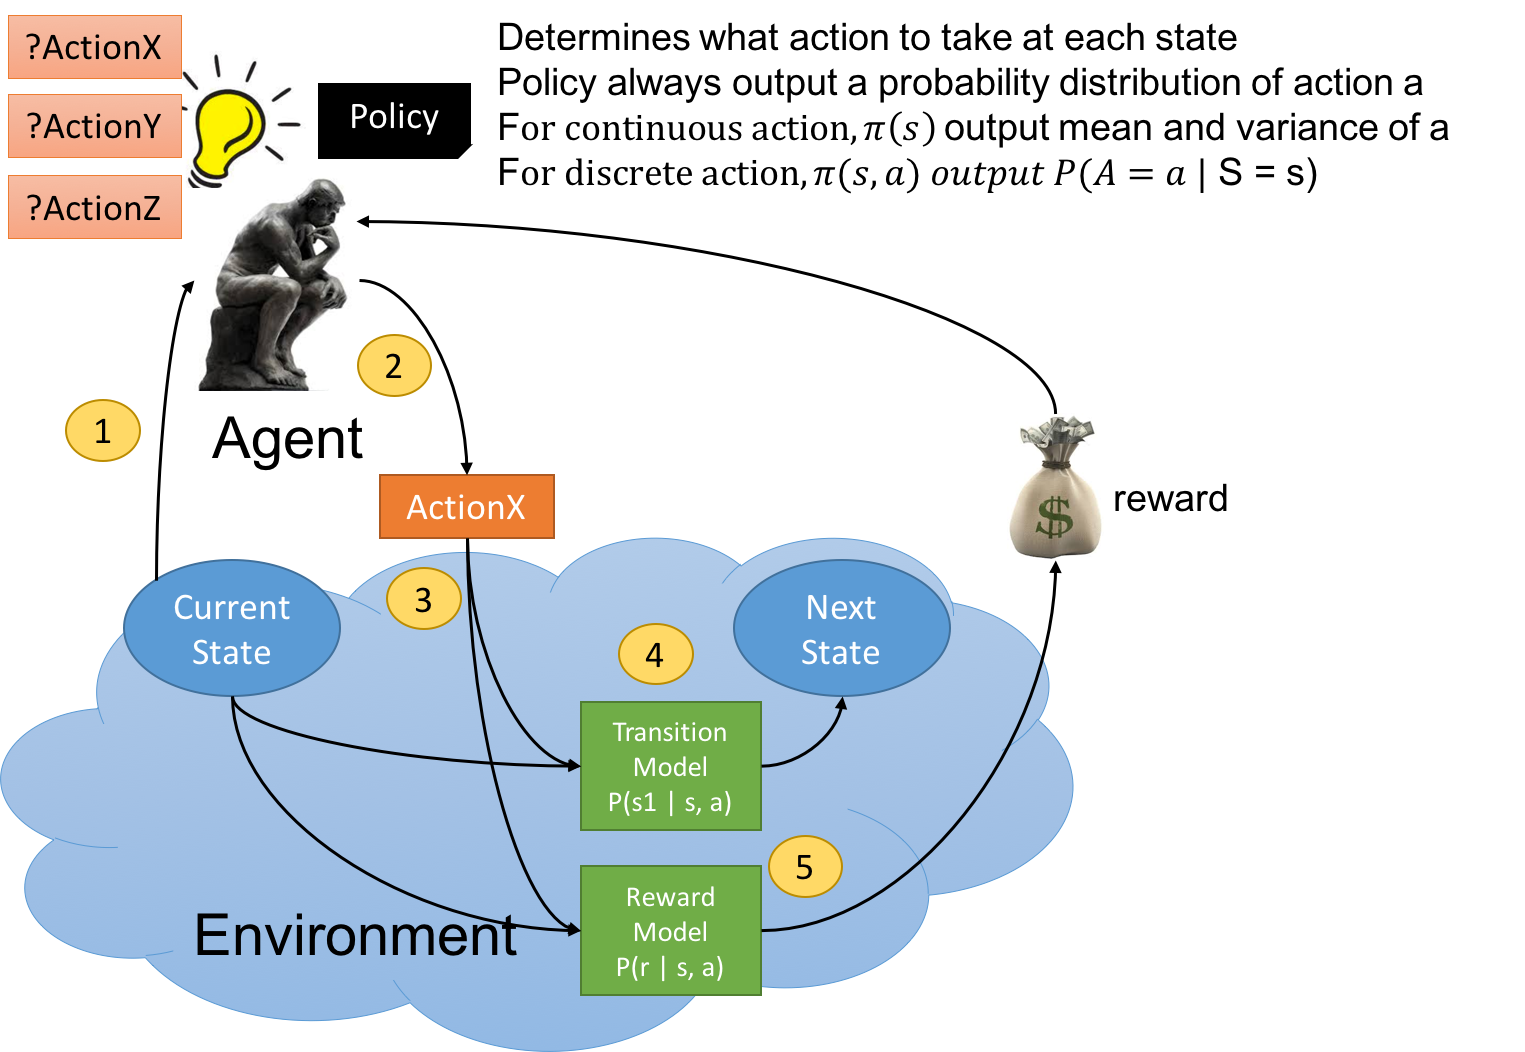 ?ActionX
?ActionY
?ActionZ
Policy
Determines what action to take at each state
Policy always output a probability distribution of action a
For continuous action, π(s) output mean and variance of a
For discrete action, π(s, a) output P(A = a | S = s)
1
2
Agent
ActionX
$
reward
3
Current
State
4
Next
State
Transition
Model
P(s1 | s, a)
5
Reward
Model
P(r | s, a)
Environment